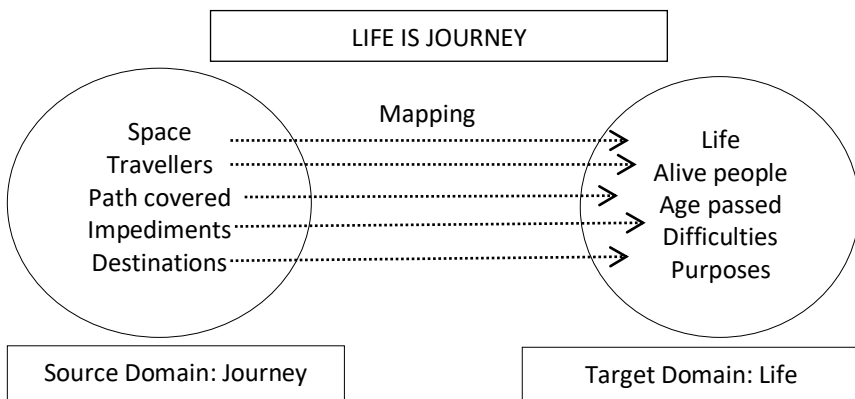 LIFE IS JOURNEY
Mapping
Space
Travellers
Path covered
Impediments
Destinations
Life
Alive people
Age passed
Difficulties
Purposes
Source Domain: Journey
Target Domain: Life